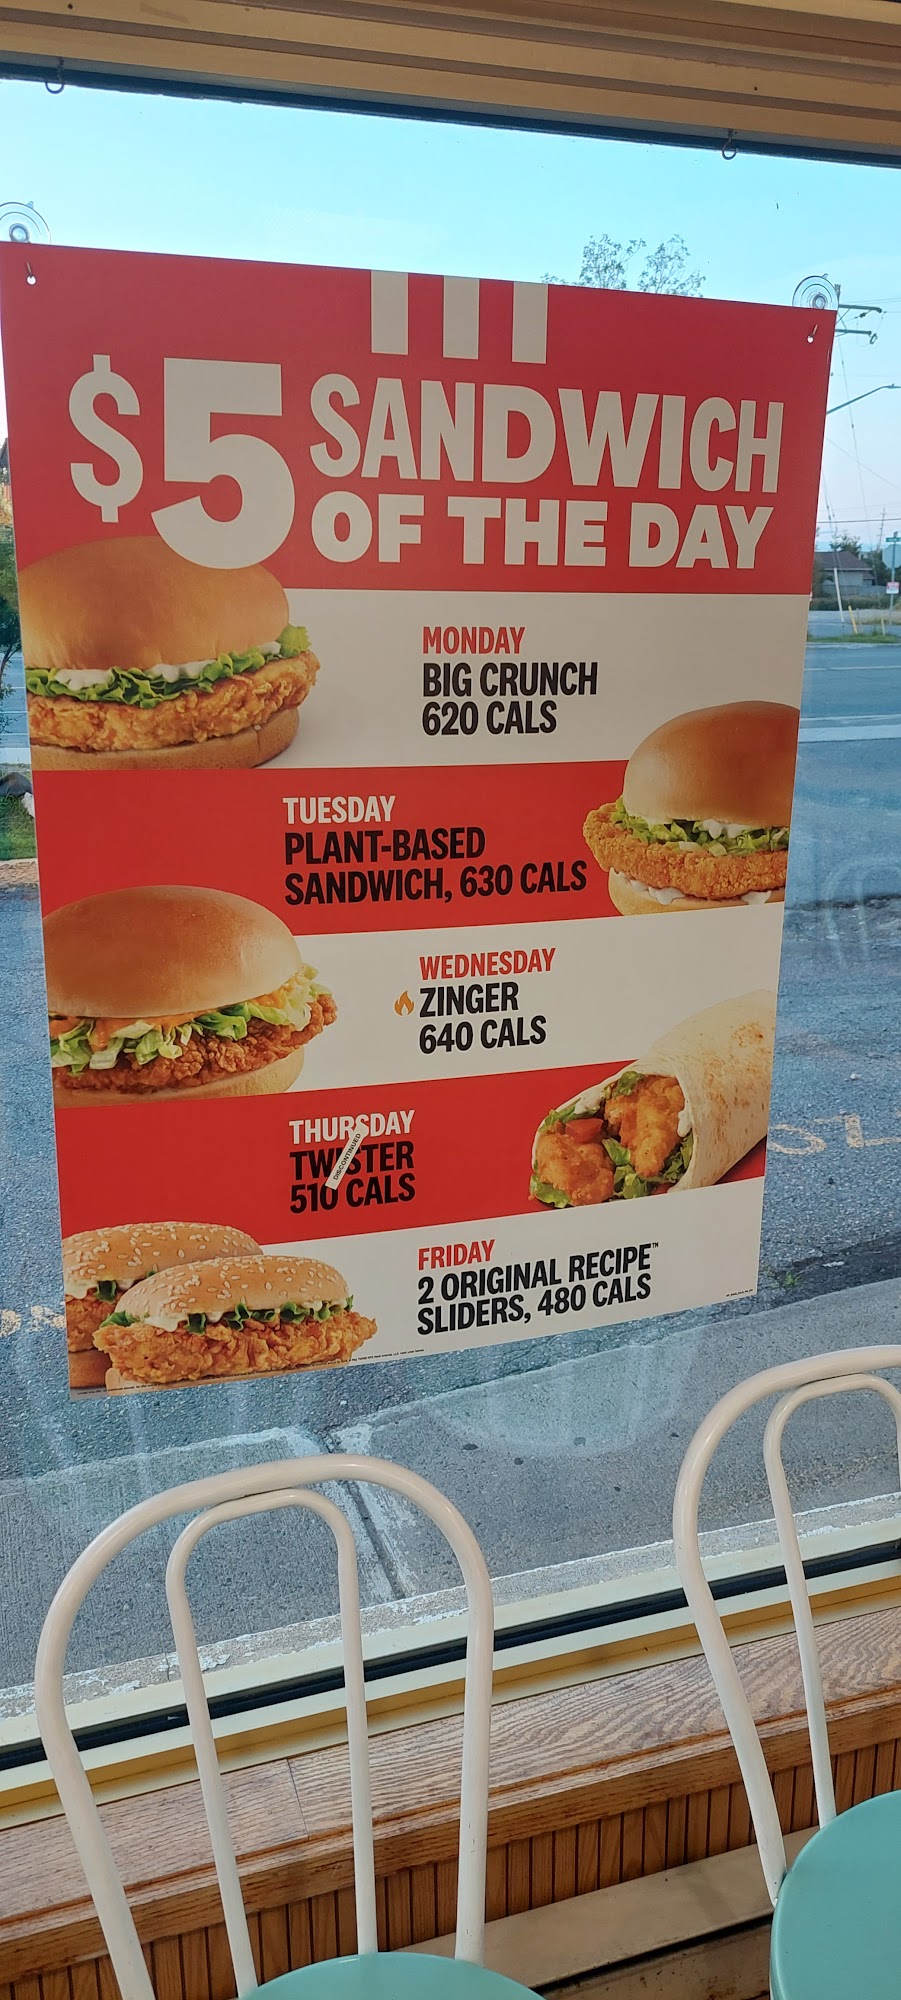 $5 SANDWICH
OF THE DAY
MONDAY
BIG CRUNCH
620 CALS
TUESDAY
PLANT-BASED
SANDWICH, 630 CALS
WEDNESDAY
ZINGER
640 CALS
THURSDAY
TWISTER
510 CALS
DISCONTINUED
FRIDAY
2 ORIGINAL RECIPE™
SLIDERS, 480 CALS